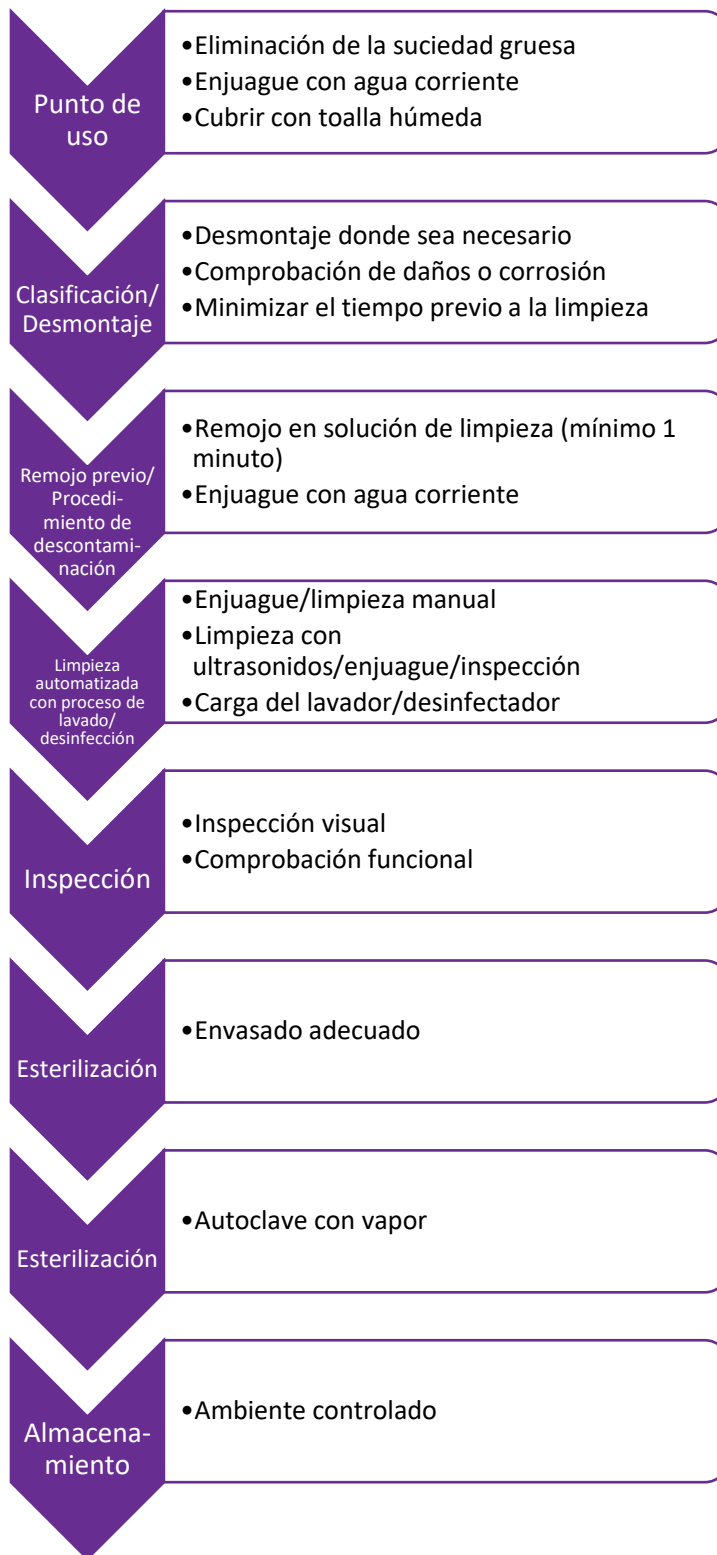 Punto de
uso
•Eliminación de la suciedad gruesa
•Enjuague con agua corriente
•Cubrir con toalla húmeda
Clasificación/
Desmontaje
•Desmontaje donde sea necesario
•Comprobación de daños o corrosión
•Minimizar el tiempo previo a la limpieza
Remojo previo/
Procedi-
miento de
descontami-
nación
•Remojo en solución de limpieza (mínimo 1
minuto)
•Enjuague con agua corriente
Limpieza
automatizada
con proceso de
lavado/
desinfección
•Enjuague/limpieza manual
•Limpieza con
ultrasonidos/enjuague/inspección
•Carga del lavador/desinfectador
Inspección
•Inspección visual
•Comprobación funcional
Esterilización
•Envasado adecuado
Esterilización
•Autoclave con vapor
Almacena-
miento
•Ambiente controlado